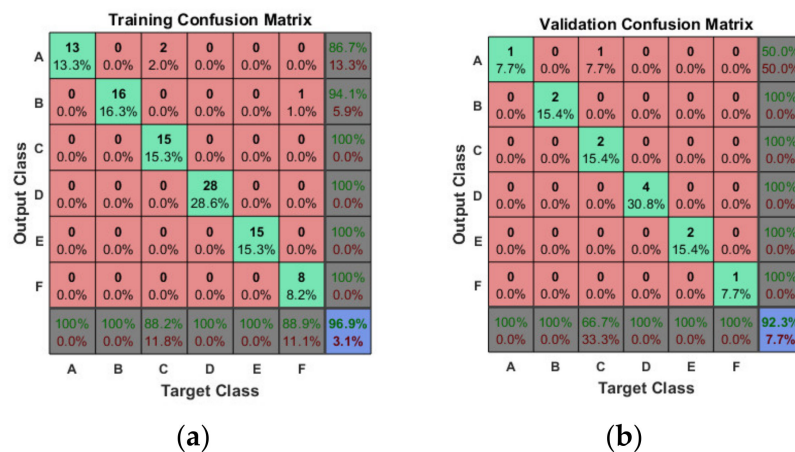 Training Confusion Matrix
A 13 0 2 0 0 0 86.7%
13.3% 0.0% 2.0% 0.0% 0.0% 0.0% 13.3%
B 0 16 0 0 0 1 94.1%
0.0% 16.3% 0.0% 0.0% 0.0% 1.0% 5.9%
C 0 0 15 0 0 0 100%
0.0% 0.0% 15.3% 0.0% 0.0% 0.0% 0.0%
D 0 0 0 28 0 0 100%
0.0% 0.0% 0.0% 28.6% 0.0% 0.0% 0.0%
E 0 0 0 0 15 0 100%
0.0% 0.0% 0.0% 0.0% 15.3% 0.0% 0.0%
F 0 0 0 0 0 8 100%
0.0% 0.0% 0.0% 0.0% 0.0% 8.2% 0.0%
100% 100% 88.2% 100% 100% 88.9% 96.9%
0.0% 0.0% 11.8% 0.0% 0.0% 11.1% 3.1%
A B C D E F
Output Class
Target Class
(a)
Validation Confusion Matrix
A 1 0 1 0 0 0 50.0%
7.7% 0.0% 7.7% 0.0% 0.0% 0.0% 50.0%
B 0 2 0 0 0 0 100%
0.0% 15.4% 0.0% 0.0% 0.0% 0.0% 0.0%
C 0 0 2 0 0 0 100%
0.0% 0.0% 15.4% 0.0% 0.0% 0.0% 0.0%
D 0 0 0 4 0 0 100%
0.0% 0.0% 0.0% 30.8% 0.0% 0.0% 0.0%
E 0 0 0 0 2 0 100%
0.0% 0.0% 0.0% 0.0% 15.4% 0.0% 0.0%
F 0 0 0 0 0 1 100%
0.0% 0.0% 0.0% 0.0% 0.0% 7.7% 0.0%
100% 100% 66.7% 100% 100% 100% 92.3%
0.0% 0.0% 33.3% 0.0% 0.0% 0.0% 7.7%
A B C D E F
Output Class
Target Class
(b)